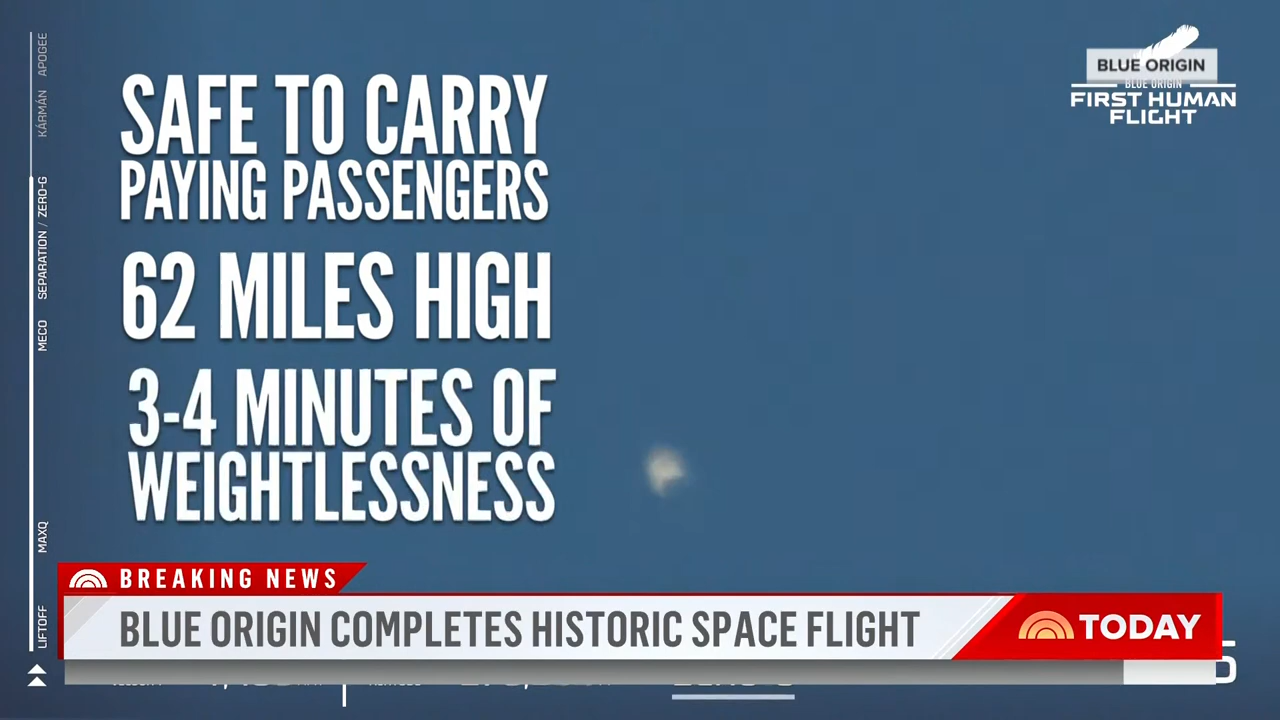 APOGEE
KÁRMÁN
SEPARATION / ZERO-G
MECO
MAXQ
LIFTOFF
SAFE TO CARRY
PAYING PASSENGERS
62 MILES HIGH
3-4 MINUTES OF
WEIGHTLESSNESS
BLUE ORIGIN
BLUE ORIGIN
FIRST HUMAN
FLIGHT
BREAKING NEWS
BLUE ORIGIN COMPLETES HISTORIC SPACE FLIGHT
TODAY